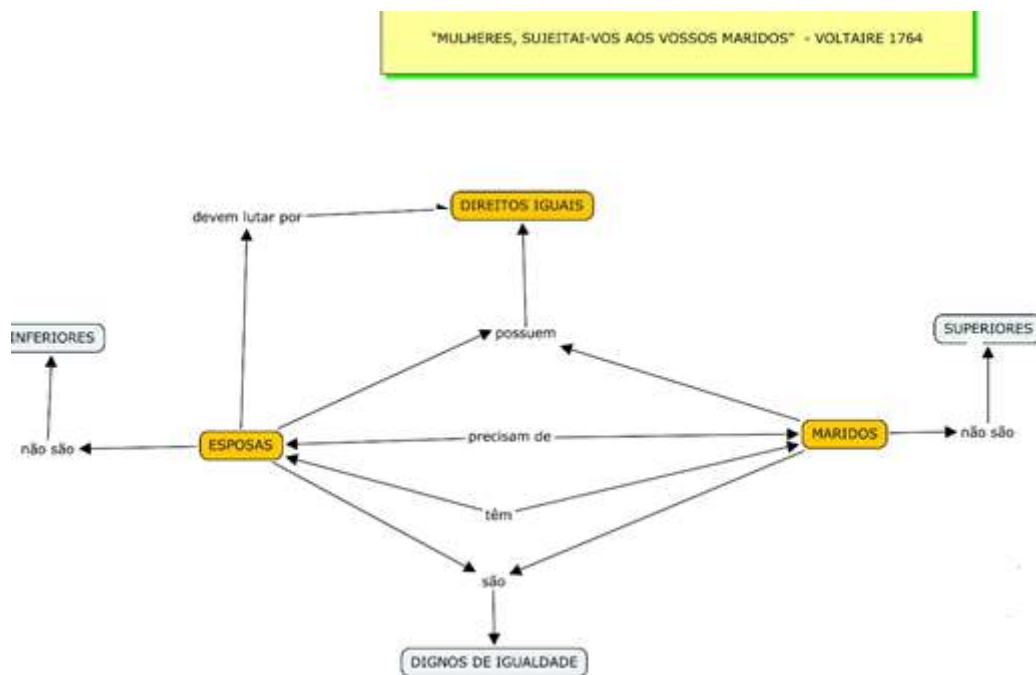 "MULHERES, SUJEITAI-VOS AOS VOSSOS MARIDOS" - VOLTAIRE 1764
DIREITOS IGUAIS
devem lutar por
INFERIORES
possuem
SUPERIORES
não são
ESPOSAS
precisam de
MARIDOS
não são
têm
são
DIGNOS DE IGUALDADE